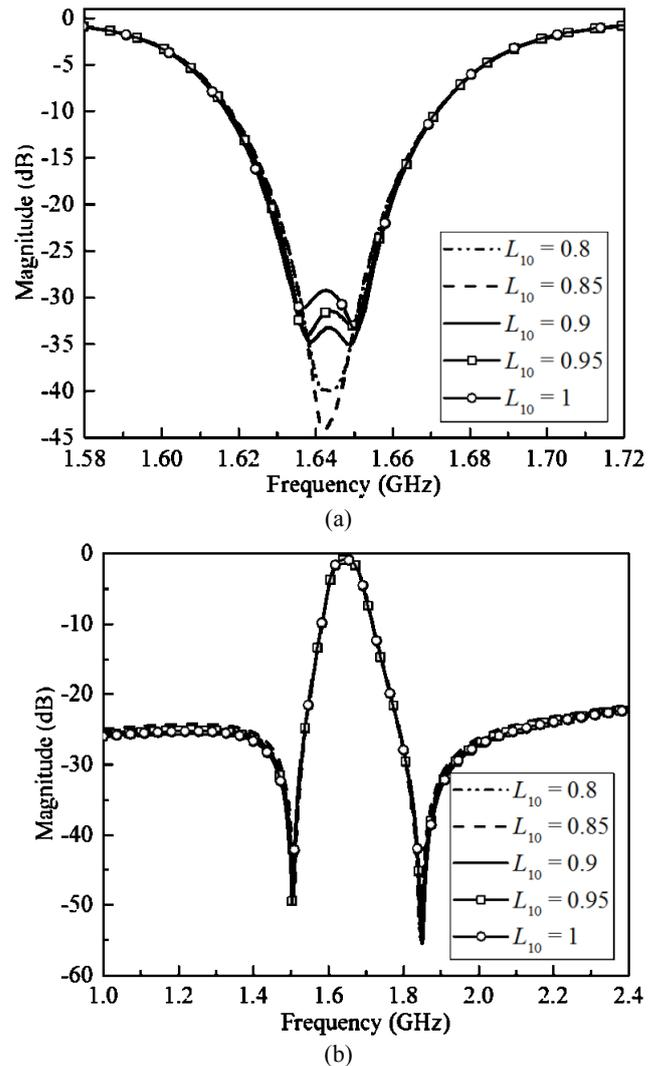 0
-5
-10
-15
-20
-25
-30
-35
-40
-45
Magnitude (dB)
L10 = 0.8
L10 = 0.85
L10 = 0.9
L10 = 0.95
L10 = 1
1.58 1.60 1.62 1.64 1.66 1.68 1.70 1.72
Frequency (GHz)
(a)
0
-10
-20
-30
-40
-50
-60
Magnitude (dB)
L10 = 0.8
L10 = 0.85
L10 = 0.9
L10 = 0.95
L10 = 1
1.0 1.2 1.4 1.6 1.8 2.0 2.2 2.4
Frequency (GHz)
(b)